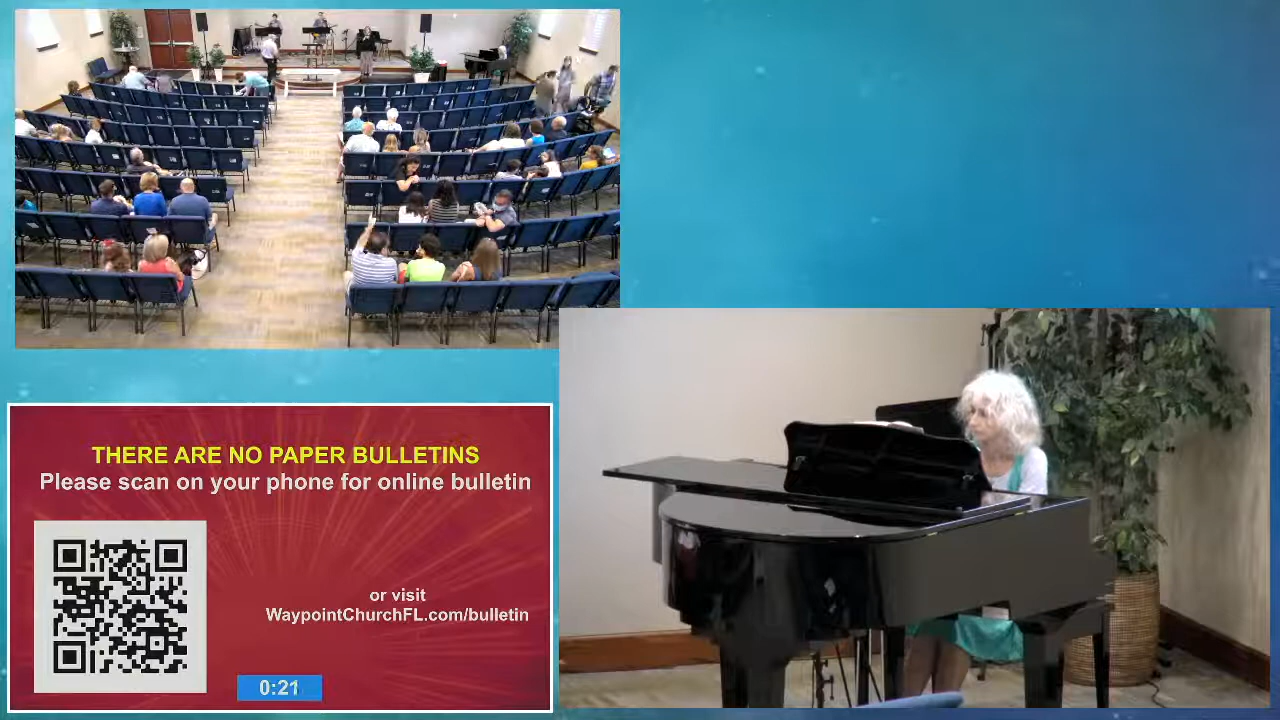 THERE ARE NO PAPER BULLETINS
Please scan on your phone for online bulletin
or visit
WaypointChurchFL.com/bulletin
0:21